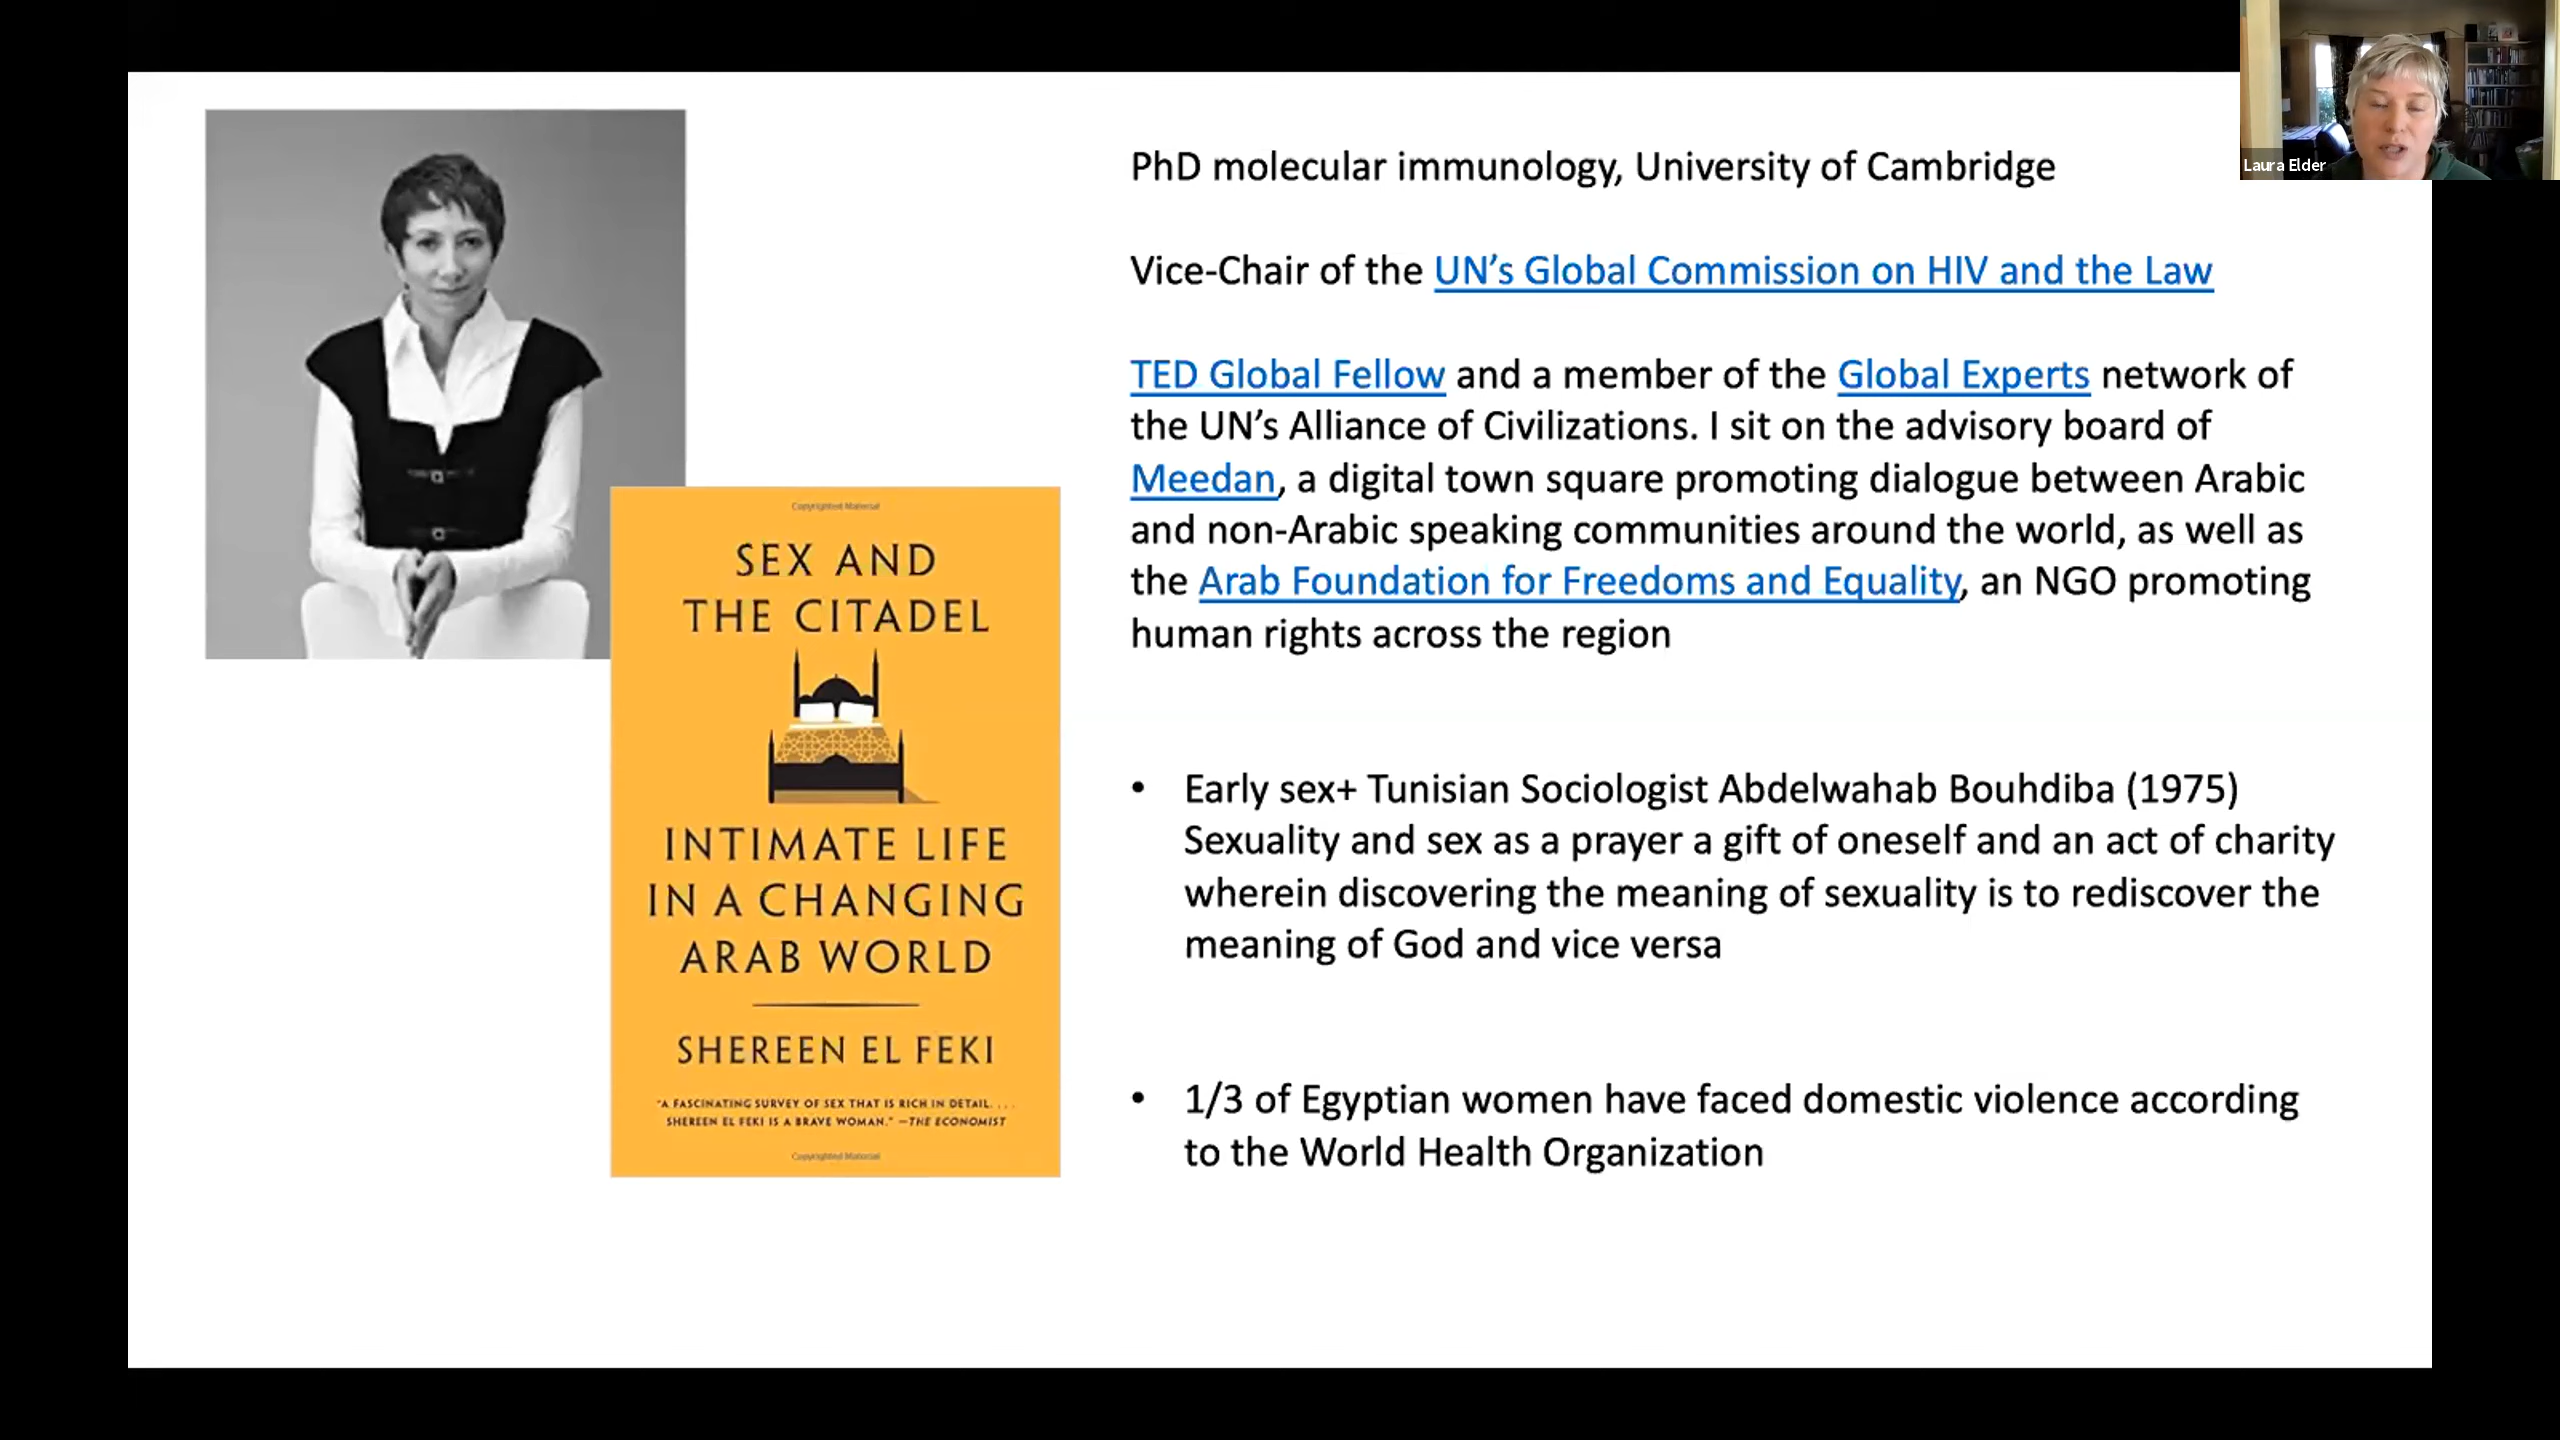 Laura Elder
PhD molecular immunology, University of Cambridge
Vice-Chair of the UN’s Global Commission on HIV and the Law
TED Global Fellow and a member of the Global Experts network of
the UN’s Alliance of Civilizations. I sit on the advisory board of
Meedan, a digital town square promoting dialogue between Arabic
and non-Arabic speaking communities around the world, as well as
the Arab Foundation for Freedoms and Equality, an NGO promoting
human rights across the region
• Early sex+ Tunisian Sociologist Abdelwahab Bouhdiba (1975)
Sexuality and sex as a prayer a gift of oneself and an act of charity
wherein discovering the meaning of sexuality is to rediscover the
meaning of God and vice versa
• 1/3 of Egyptian women have faced domestic violence according
to the World Health Organization
Copyrighted Material
SEX AND
THE CITADEL
INTIMATE LIFE
IN A CHANGING
ARAB WORLD
SHEREEN EL FEKI
"A FASCINATING SURVEY OF SEX THAT IS RICH IN DETAIL. . . .
SHEREEN EL FEKI IS A BRAVE WOMAN." —THE ECONOMIST
Copyrighted Material